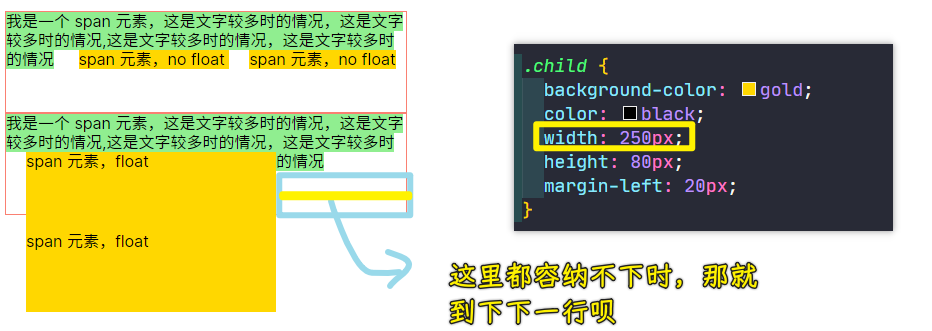 我是一个 span 元素，这是文字较多时的情况，这是文字
较多时的情况,这是文字较多时的情况，这是文字较多时
的情况 span 元素，no float span 元素，no float
我是一个 span 元素，这是文字较多时的情况，这是文字
较多时的情况,这是文字较多时的情况，这是文字较多时
span 元素，float 的情况
span 元素，float
.child {
background-color: gold;
color: black;
width: 250px;
height: 80px;
margin-left: 20px;
}
这里都容纳不下时，那就
到下下一行呗